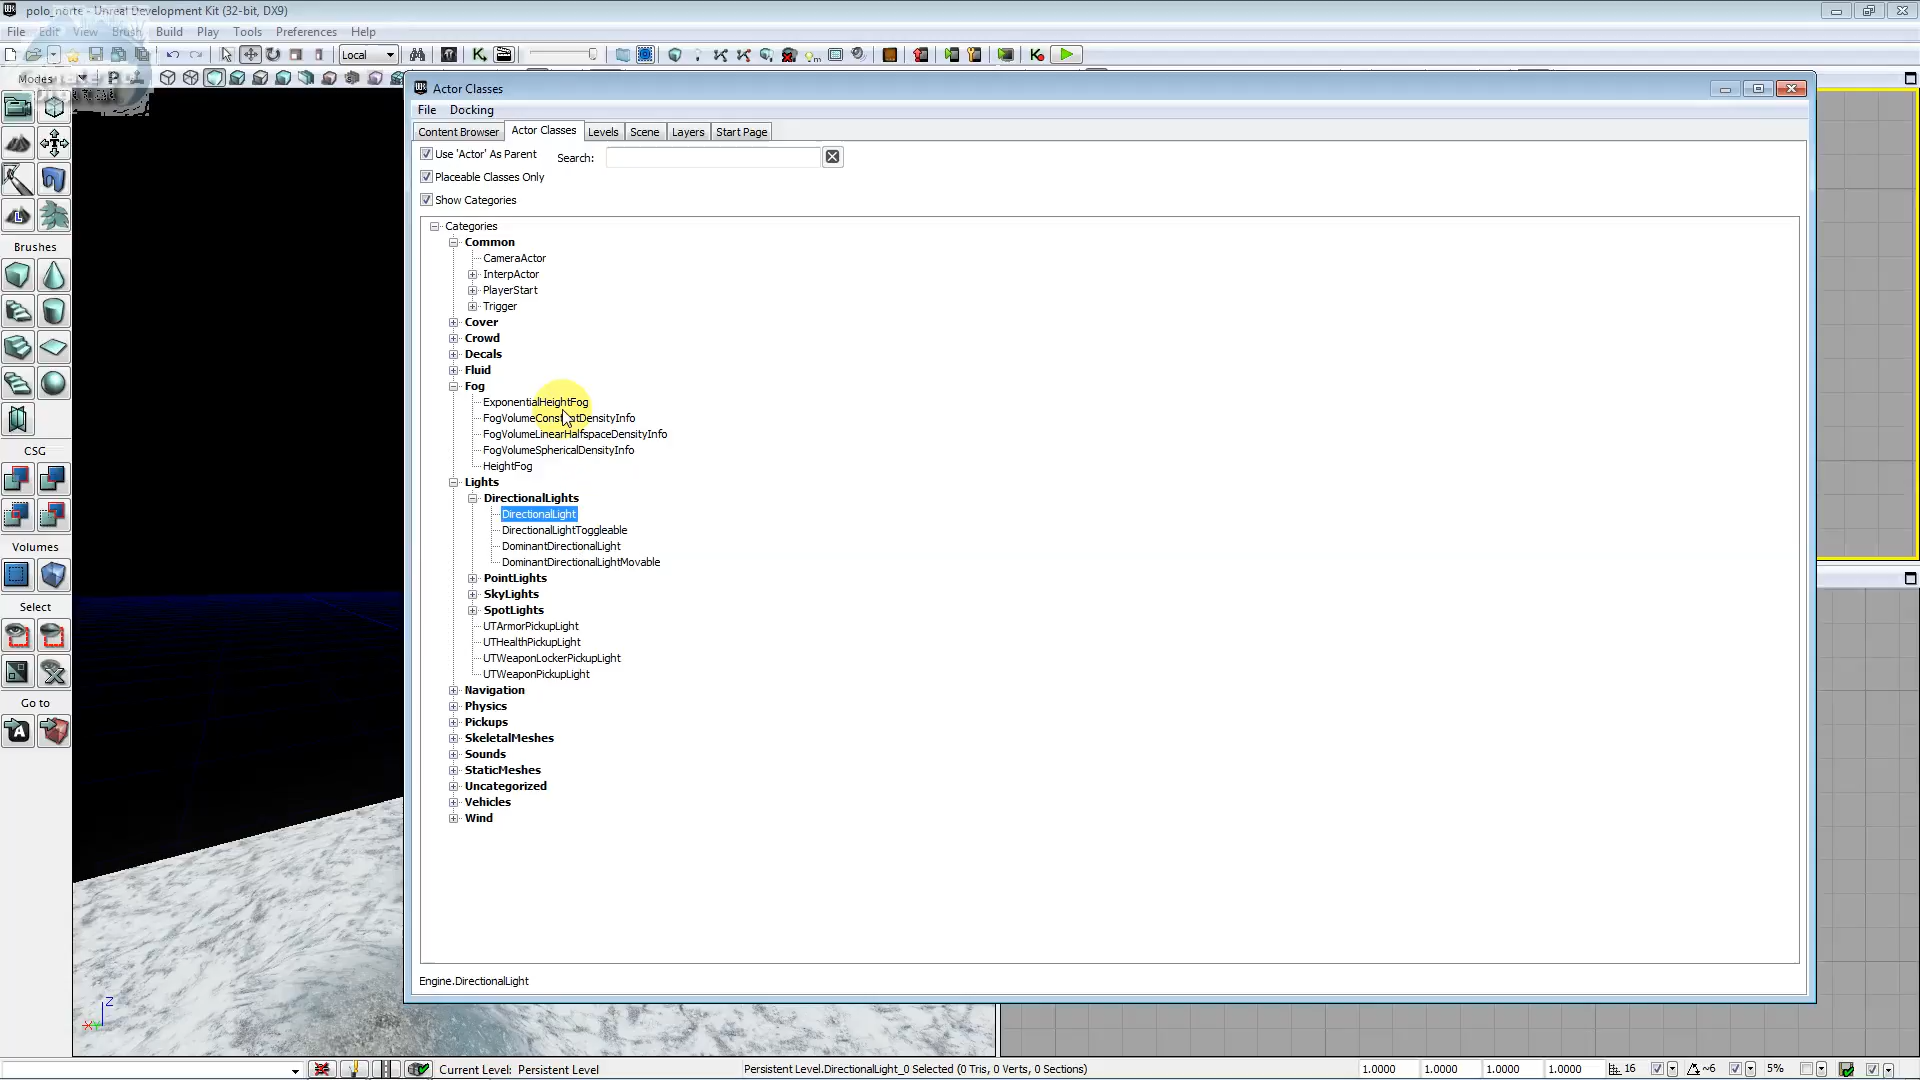 polo_norte - Unreal Development Kit (32-bit, DX9)
File Edit View Brush Build Play Tools Preferences Help
Local
Modes
Actor Classes
File Docking
Content Browser Actor Classes Levels Scene Layers Start Page
Use 'Actor' As Parent Search:
Placeable Classes Only
Show Categories
Categories
Common
CameraActor
InterpActor
PlayerStart
Trigger
Cover
Crowd
Decals
Fluid
Fog
ExponentialHeightFog
FogVolumeConstantDensityInfo
FogVolumeLinearHalfspaceDensityInfo
FogVolumeSphericalDensityInfo
HeightFog
Lights
DirectionalLights
DirectionalLight
DirectionalLightToggleable
DominantDirectionalLight
DominantDirectionalLightMovable
PointLights
SkyLights
SpotLights
UTArmorPickupLight
UTHealthPickupLight
UTWeaponLockerPickupLight
UTWeaponPickupLight
Navigation
Physics
Pickups
SkeletalMeshes
Sounds
StaticMeshes
Uncategorized
Vehicles
Wind
Engine.DirectionalLight
Brushes
CSG
Volumes
Select
Go to
Z
X
Current Level: Persistent Level Persistent Level.DirectionalLight_0 Selected (0 Tris, 0 Verts, 0 Sections) 1.0000 1.0000 1.0000 1.0000 16 ~6 5%